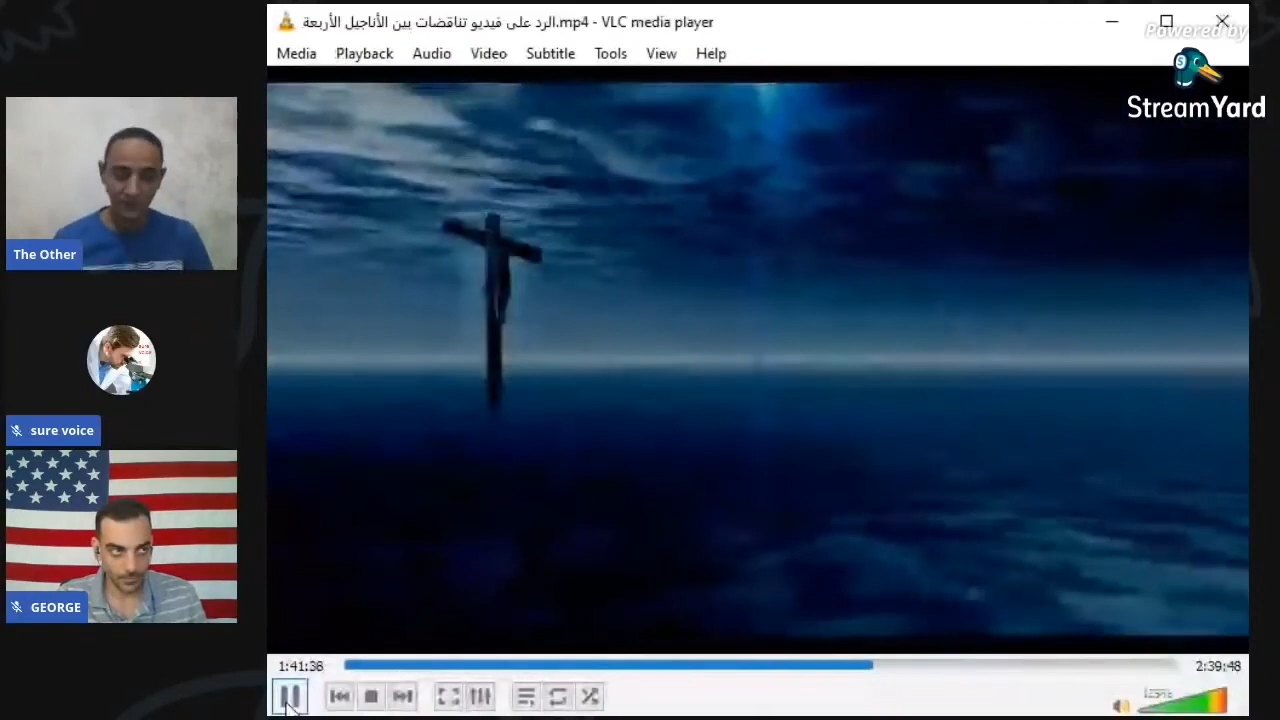 الرد على فيديو تناقضات بين الأناجيل الأربعة.mp4 - VLC media player
Media Playback Audio Video Subtitle Tools View Help
Powered by
StreamYard
The Other
sure voice
GEORGE
1:41:38
2:39:48
125%